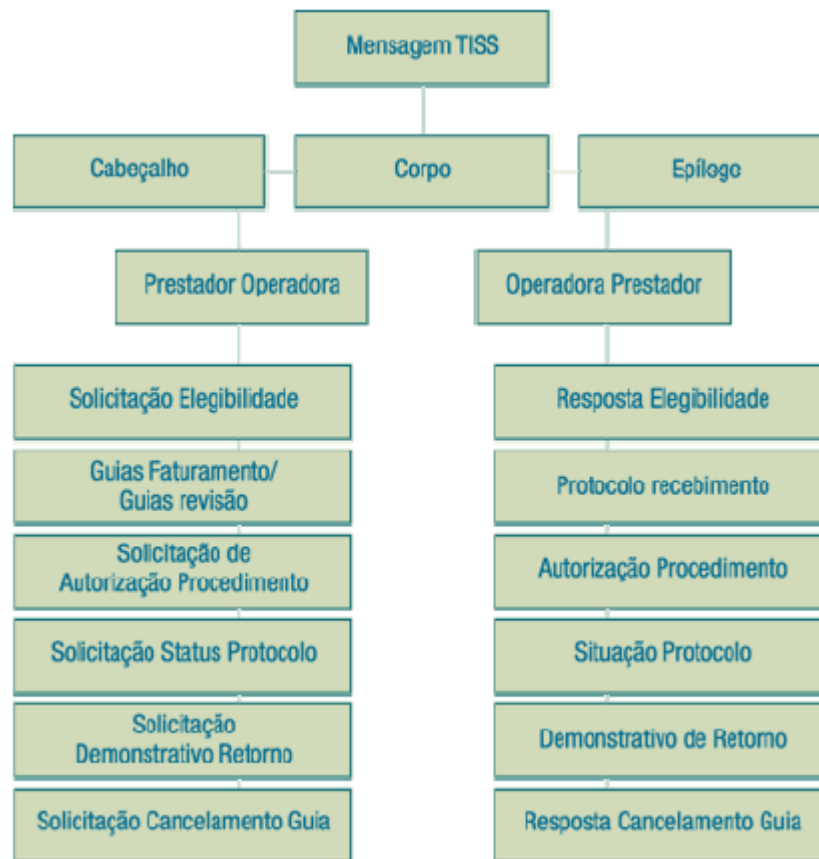 Mensagem TISS
Cabeçalho
Corpo
Epílogo
Prestador Operadora
Operadora Prestador
Solicitação Elegibilidade
Resposta Elegibilidade
Guias Faturamento/
Guias revisão
Protocolo recebimento
Solicitação de
Autorização Procedimento
Autorização Procedimento
Solicitação Status Protocolo
Situação Protocolo
Solicitação
Demonstrativo Retorno
Demonstrativo de Retorno
Solicitação Cancelamento Guia
Resposta Cancelamento Guia